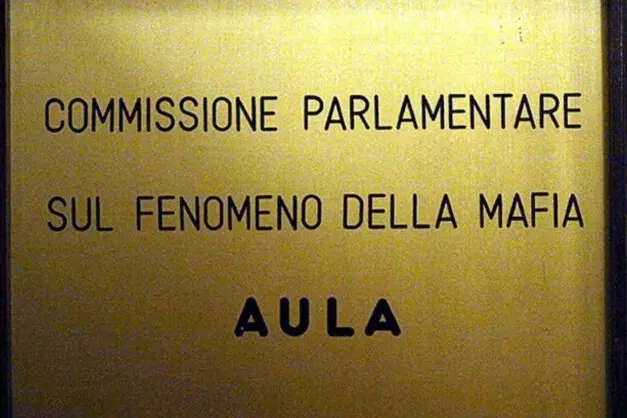 COMMISSIONE PARLAMENTARE
SUL FENOMENO DELLA MAFIA
AULA